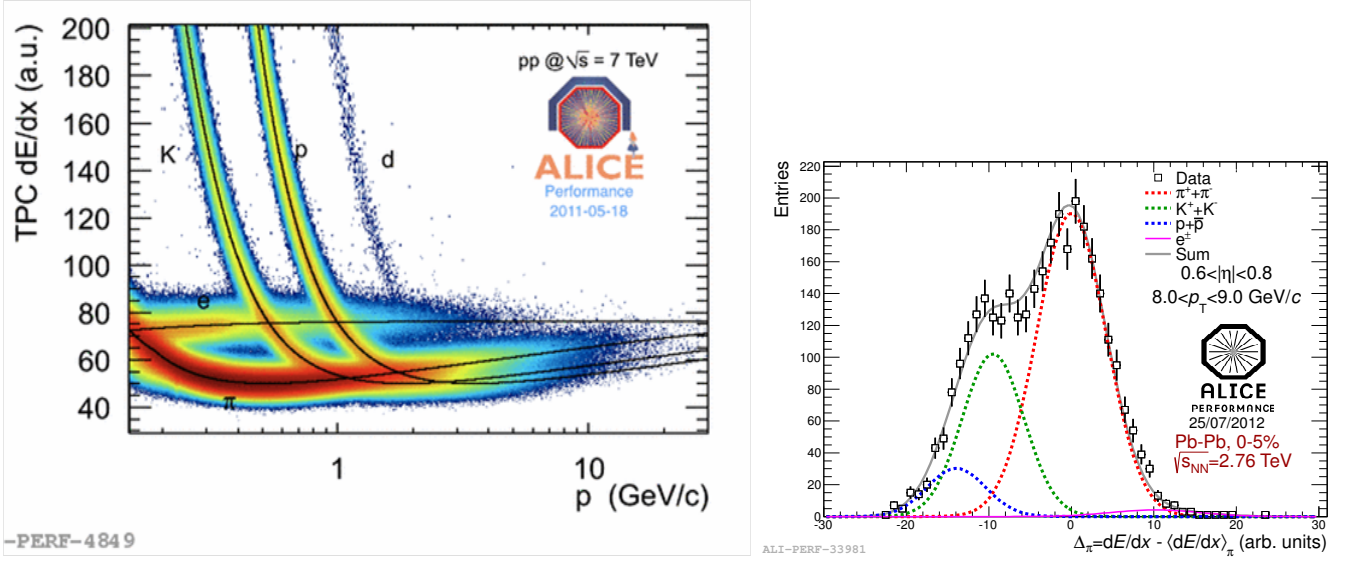 TPC dE/dx (a.u.)
200
180
160
140
120
100
80
60
40
pp @ √s = 7 TeV
ALICE
Performance
2011-05-18
K
p
d
e
π
1
10
p (GeV/c)
-PERF-4849
Entries
220
200
180
160
140
120
100
80
60
40
20
0
Data
π⁺+π⁻
K⁺+K⁻
p+p̅
e±
Sum
0.6<|η|<0.8
8.0<p_T<9.0 GeV/c
ALICE
PERFORMANCE
25/07/2012
Pb-Pb, 0-5%
√s_NN=2.76 TeV
-30 -20 -10 0 10 20 30
Δ_π=dE/dx - ⟨dE/dx⟩_π (arb. units)
ALI-PERF-33981